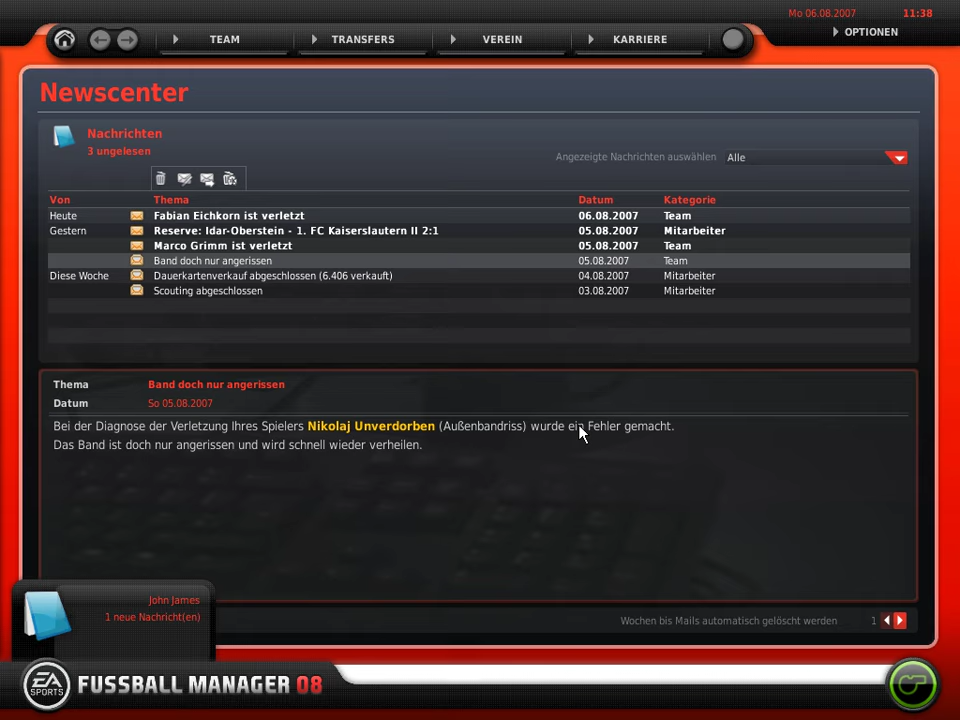 Mo 06.08.2007 11:38
TEAM TRANSFERS VEREIN KARRIERE OPTIONEN
Newscenter
Nachrichten
3 ungelesen
Angezeigte Nachrichten auswählen Alle
Von Thema Datum Kategorie
Heute Fabian Eichkorn ist verletzt 06.08.2007 Team
Gestern Reserve: Idar-Oberstein - 1. FC Kaiserslautern II 2:1 05.08.2007 Mitarbeiter
Marco Grimm ist verletzt 05.08.2007 Team
Band doch nur angerissen 05.08.2007 Team
Diese Woche Dauerkartenverkauf abgeschlossen (6.406 verkauft) 04.08.2007 Mitarbeiter
Scouting abgeschlossen 03.08.2007 Mitarbeiter
Thema Band doch nur angerissen
Datum So 05.08.2007
Bei der Diagnose der Verletzung Ihres Spielers Nikolaj Unverdorben (Außenbandriss) wurde ein Fehler gemacht.
Das Band ist doch nur angerissen und wird schnell wieder verheilen.
John James
1 neue Nachricht(en)
Wochen bis Mails automatisch gelöscht werden 1
EA SPORTS FUSSBALL MANAGER 08